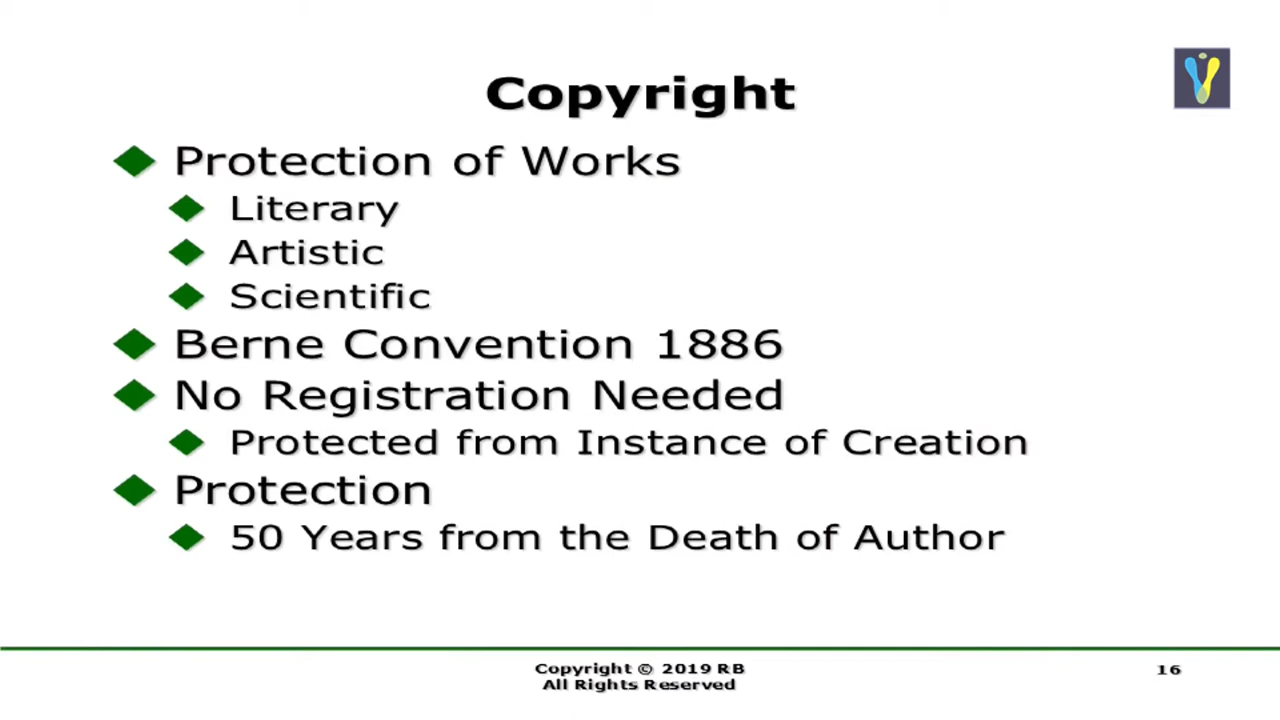 Copyright
Protection of Works
Literary
Artistic
Scientific
Berne Convention 1886
No Registration Needed
Protected from Instance of Creation
Protection
50 Years from the Death of Author
Copyright © 2019 RB
All Rights Reserved
16